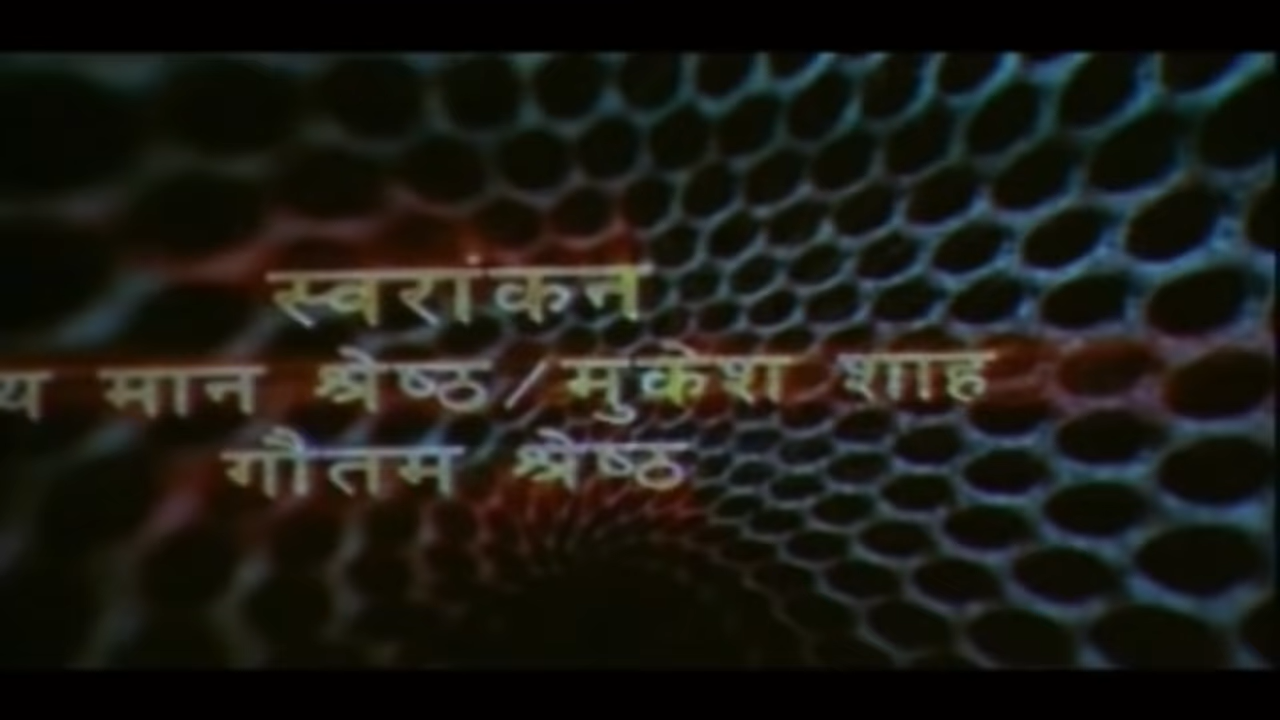 स्वरांकन
मान श्रेष्ठ/मुकेश शाह
गौतम श्रेष्ठ